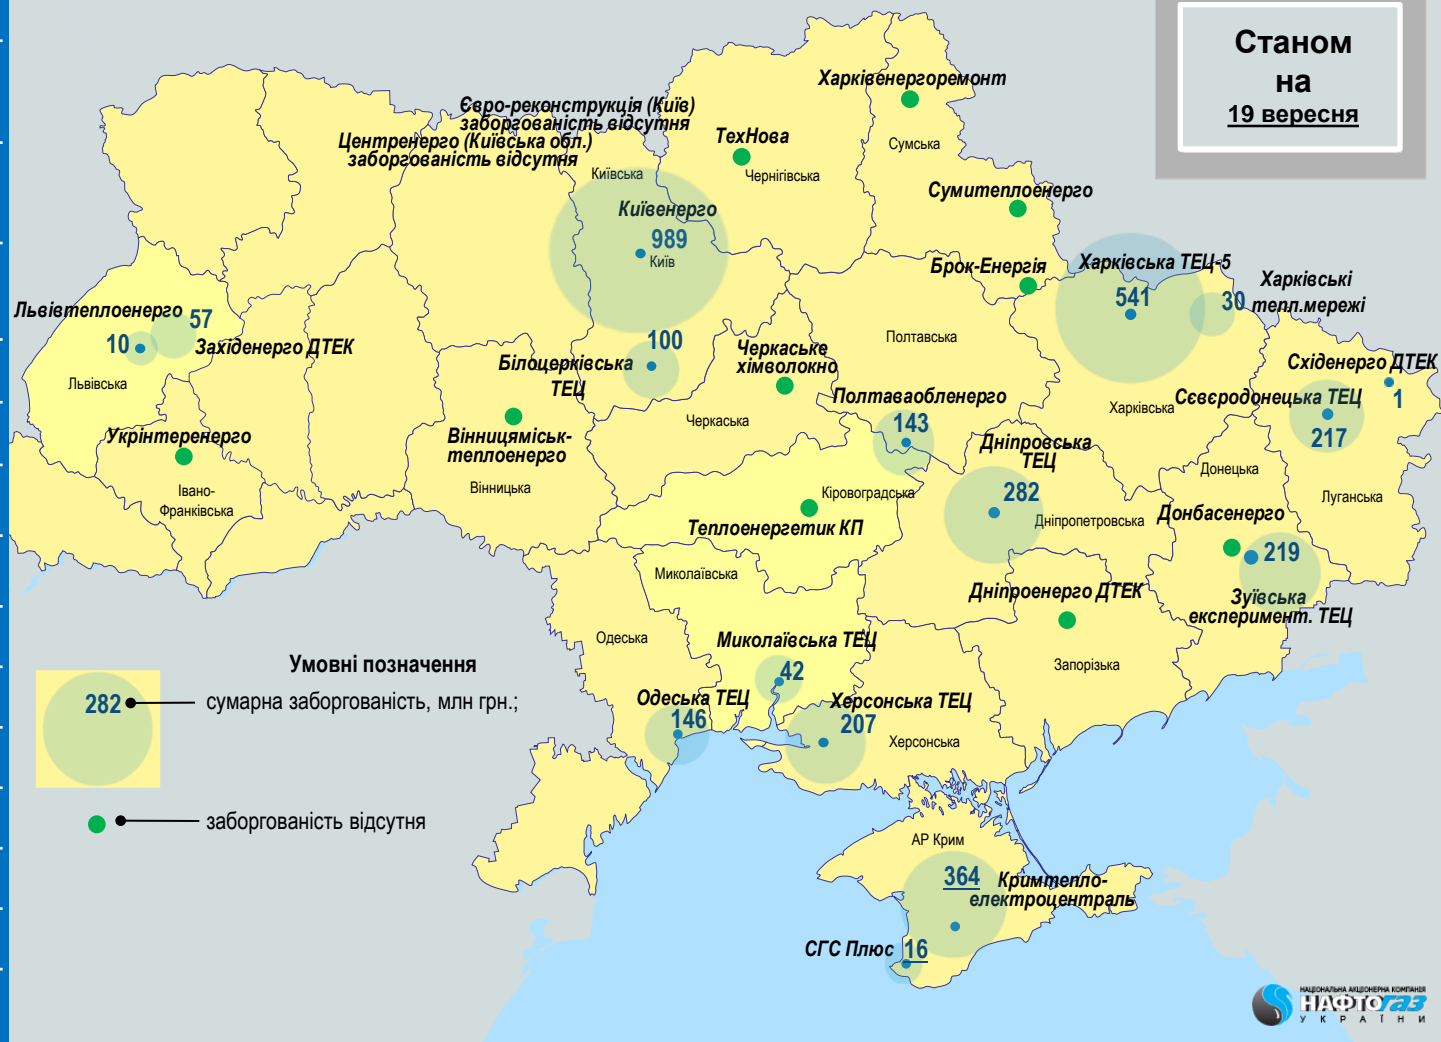 Станом
на
19 вересня
Харківенергоремонт
Євро-реконструкція (Київ)
заборгованість відсутня
Центренерго (Київська обл.)
заборгованість відсутня
ТехНова
Сумська
Київська
Чернігівська
Сумитеплоенерго
Київенерго
989
Київ
Брок-Енергія
Харківська ТЕЦ-5
541
Харківські
тепл.мережі
30
Львівтеплоенерго
57
10
Західенерго ДТЕК
Львівська
100
Білоцерківська
ТЕЦ
Черкаське
хімволокно
Полтавська
Східенерго ДТЕК
1
Полтаваобленерго
143
Харківська
Сєвєродонецька ТЕЦ
217
Черкаська
Укрінтеренерго
Вінницяміськ-
теплоенерго
Вінницька
Дніпровська
ТЕЦ
282
Донецька
Івано-
Франківська
Кіровоградська
Луганська
Теплоенергетик КП
Дніпропетровська
Донбасенерго
219
Миколаївська
Дніпроенерго ДТЕК
Зуївська
експеримент. ТЕЦ
Одеська
Миколаївська ТЕЦ
42
Запорізька
Умовні позначення
282
сумарна заборгованість, млн грн.;
Одеська ТЕЦ
146
Херсонська ТЕЦ
207
Херсонська
заборгованість відсутня
АР Крим
364
Кримтепло-
електроцентраль
СГС Плюс
16
НАЦІОНАЛЬНА АКЦІОНЕРНА КОМПАНІЯ
НАФТОГАЗ
УКРАЇНИ